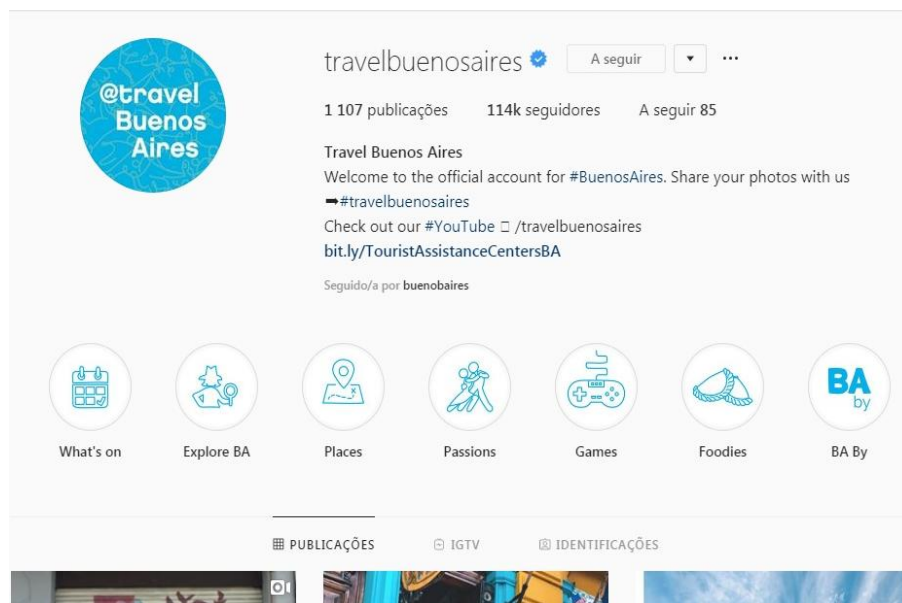 @travel
Buenos
Aires
travelbuenosaires
A seguir
1 107 publicações 114k seguidores A seguir 85
Travel Buenos Aires
Welcome to the official account for #BuenosAires. Share your photos with us
➡#travelbuenosaires
Check out our #YouTube □ /travelbuenosaires
bit.ly/TouristAssistanceCentersBA
Seguido/a por buenobaires
BA
by
What's on Explore BA Places Passions Games Foodies BA By
PUBLICAÇÕES IGTV IDENTIFICAÇÕES